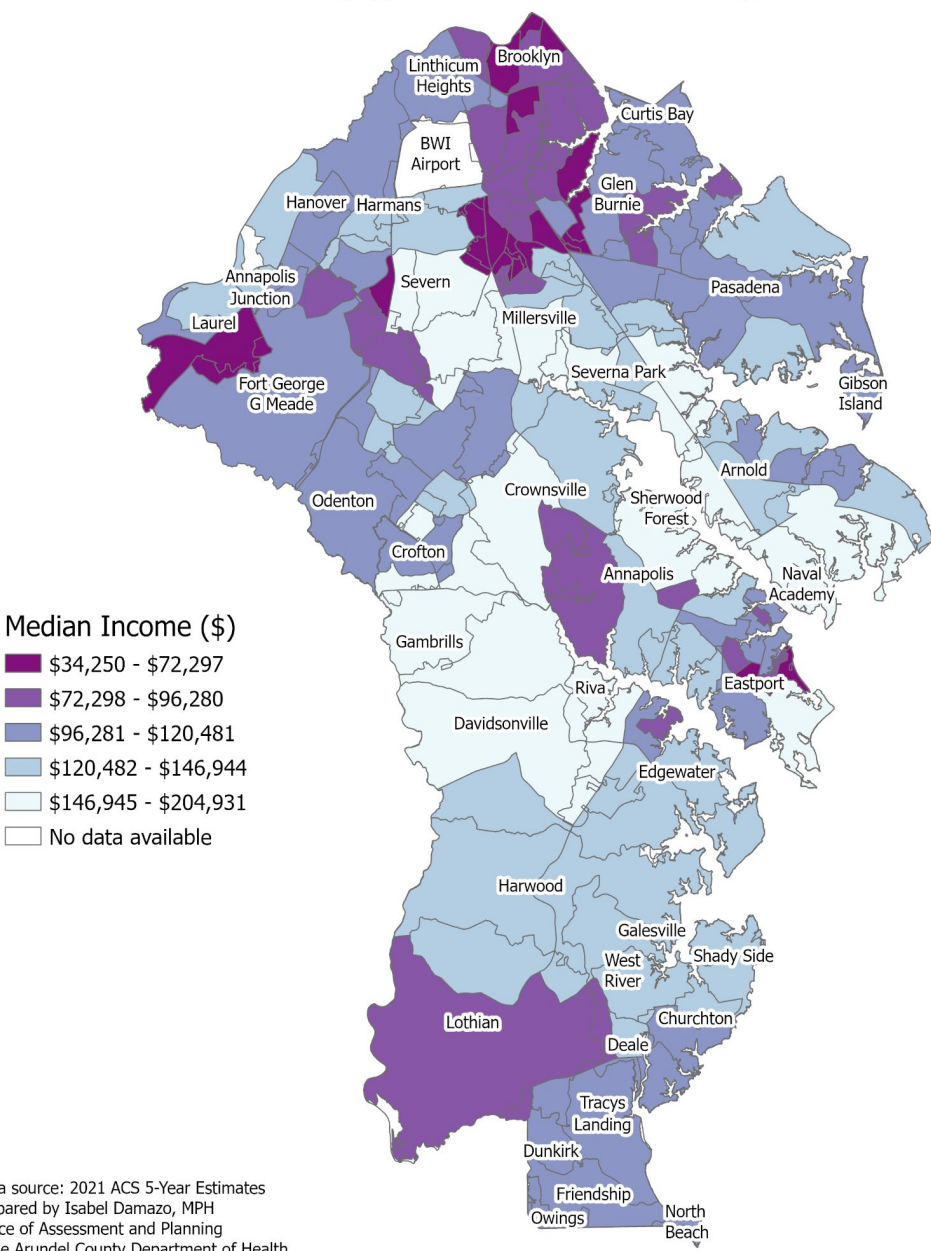 Brooklyn
Linthicum
Heights
Curtis Bay
BWI
Airport
Glen
Burnie
Hanover
Harmans
Annapolis
Junction
Severn
Pasadena
Laurel
Millersville
Severna Park
Fort George
G Meade
Gibson
Island
Arnold
Odenton
Crownsville
Sherwood
Forest
Crofton
Annapolis
Naval
Academy
Median Income ($)
$34,250 - $72,297
$72,298 - $96,280
$96,281 - $120,481
$120,482 - $146,944
$146,945 - $204,931
No data available
Gambrills
Riva
Eastport
Davidsonville
Edgewater
Harwood
Galesville
West
River
Shady Side
Lothian
Churchton
Deale
Tracys
Landing
Dunkirk
Friendship
Owings
North
Beach
a source: 2021 ACS 5-Year Estimates
pared by Isabel Damazo, MPH
ce of Assessment and Planning
e Arundel County Department of Health